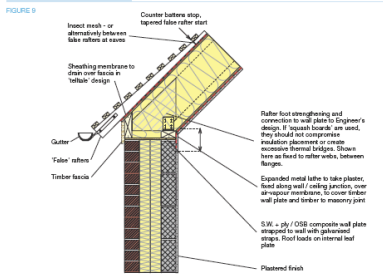 FIGURE 9
Counter battens stop,
tapered false rafter start
Insect mesh - or
alternatively between
false rafters at eaves
Sheathing membrane to
drain over fascia in
'telltale' design
Gutter
'False' rafters
Timber fascia
Rafter foot strengthening and
connection to wall plate to Engineer's
design. If 'squash boards' are used,
they should not compromise
insulation placement or create
excessive thermal bridges. Shown
here as fixed to rafter webs, between
flanges.
Expanded metal lathe to take plaster,
fixed along wall / ceiling junction, over
air-vapour membrane, to cover timber
wall plate and timber to masonry joint
S.W. + ply / OSB composite wall plate
strapped to wall with galvanised
straps. Roof loads on internal leaf
plate
Plastered finish